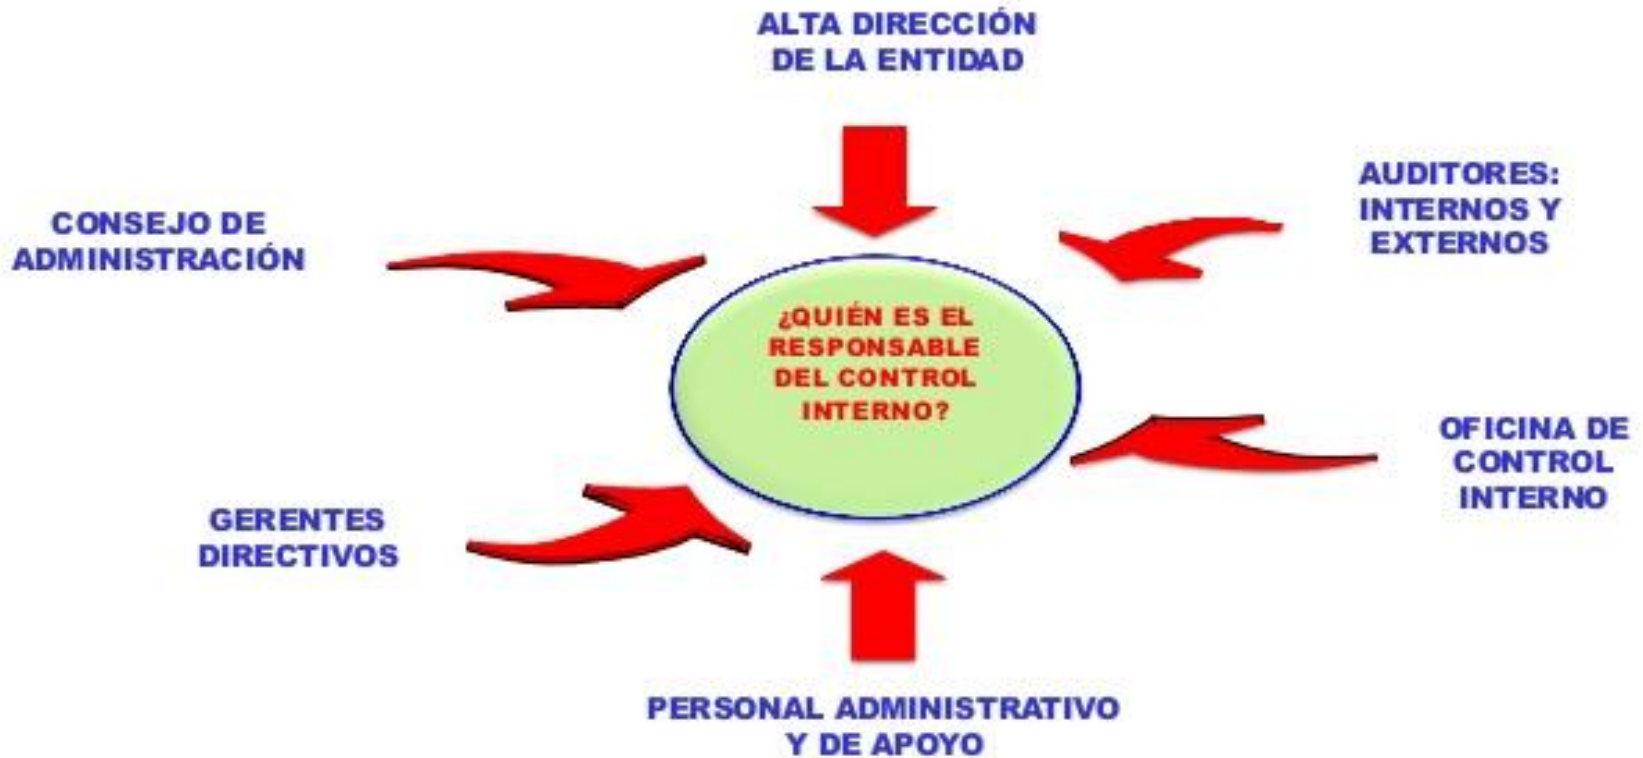 ALTA DIRECCIÓN
DE LA ENTIDAD
AUDITORES:
INTERNOS Y
EXTERNOS
CONSEJO DE
ADMINISTRACIÓN
¿QUIÉN ES EL
RESPONSABLE
DEL CONTROL
INTERNO?
OFICINA DE
CONTROL
INTERNO
GERENTES
DIRECTIVOS
PERSONAL ADMINISTRATIVO
Y DE APOYO